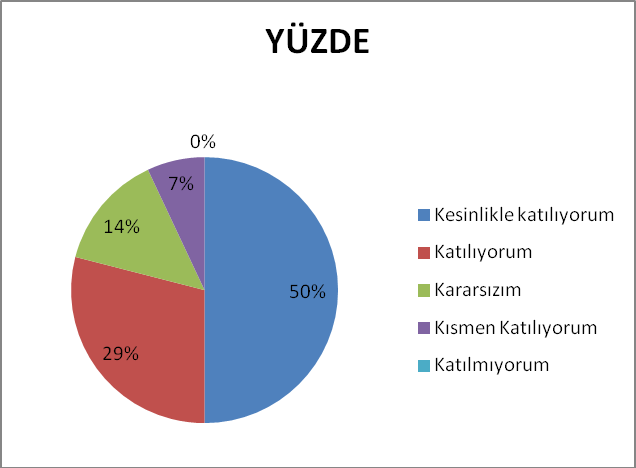 YÜZDE
0%
7%
14%
50%
29%
Kesinlikle katılıyorum
Katılıyorum
Kararsızım
Kısmen Katılıyorum
Katılmıyorum